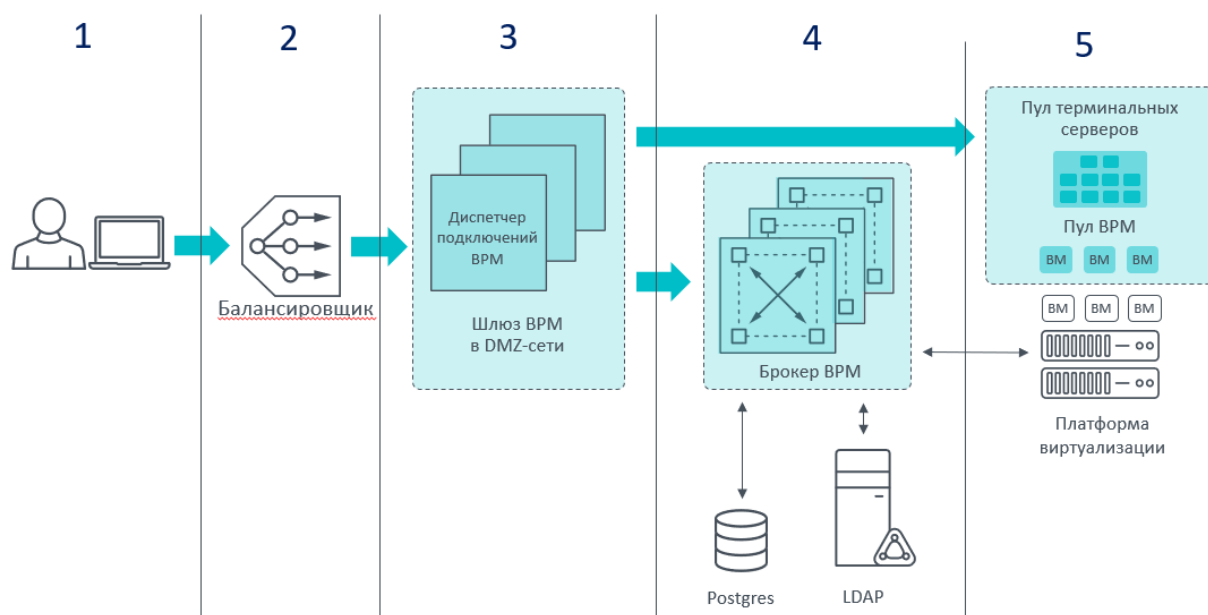 1
2
3
4
5
Балансировщик
Диспетчер
подключений
ВРМ
Шлюз ВРМ
в DMZ-сети
Брокер ВРМ
Postgres
LDAP
Пул терминальных
серверов
Пул ВРМ
ВМ ВМ ВМ
ВМ ВМ ВМ
Платформа
виртуализации